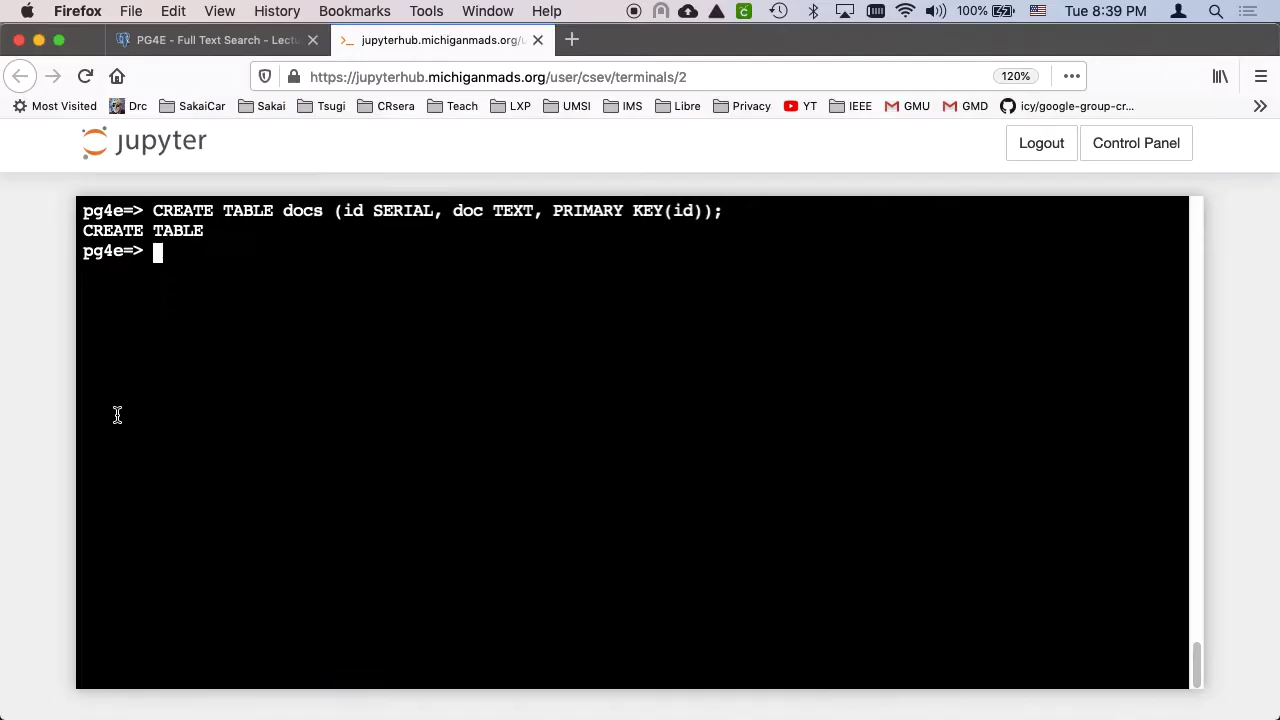 Firefox File Edit View History Bookmarks Tools Window Help 100% Tue 8:39 PM
PG4E - Full Text Search - Lectu
jupyterhub.michiganmads.org/u
https://jupyterhub.michiganmads.org/user/csev/terminals/2 120%
Most Visited Drc SakaiCar Sakai Tsugi CRsera Teach LXP UMSI IMS Libre Privacy YT IEEE GMU GMD icy/google-group-cr...
jupyter Logout Control Panel
pg4e=> CREATE TABLE docs (id SERIAL, doc TEXT, PRIMARY KEY(id));
CREATE TABLE
pg4e=>